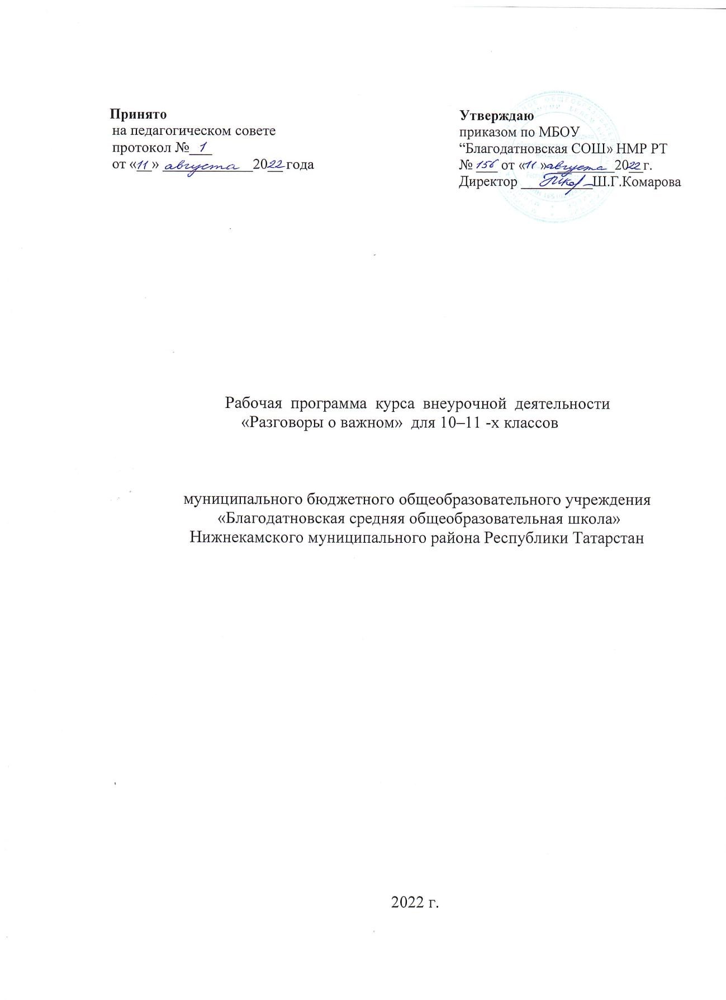 Принято
на педагогическом совете
протокол № 1
от «11» августа 2022 года
Утверждаю
приказом по МБОУ
“Благодатновская СОШ» НМР РТ
№ 156 от «11» августа 2022 г.
Директор Ш.Г.Комарова
Рабочая программа курса внеурочной деятельности
«Разговоры о важном» для 10–11 -х классов
муниципального бюджетного общеобразовательного учреждения
«Благодатновская средняя общеобразовательная школа»
Нижнекамского муниципального района Республики Татарстан
2022 г.